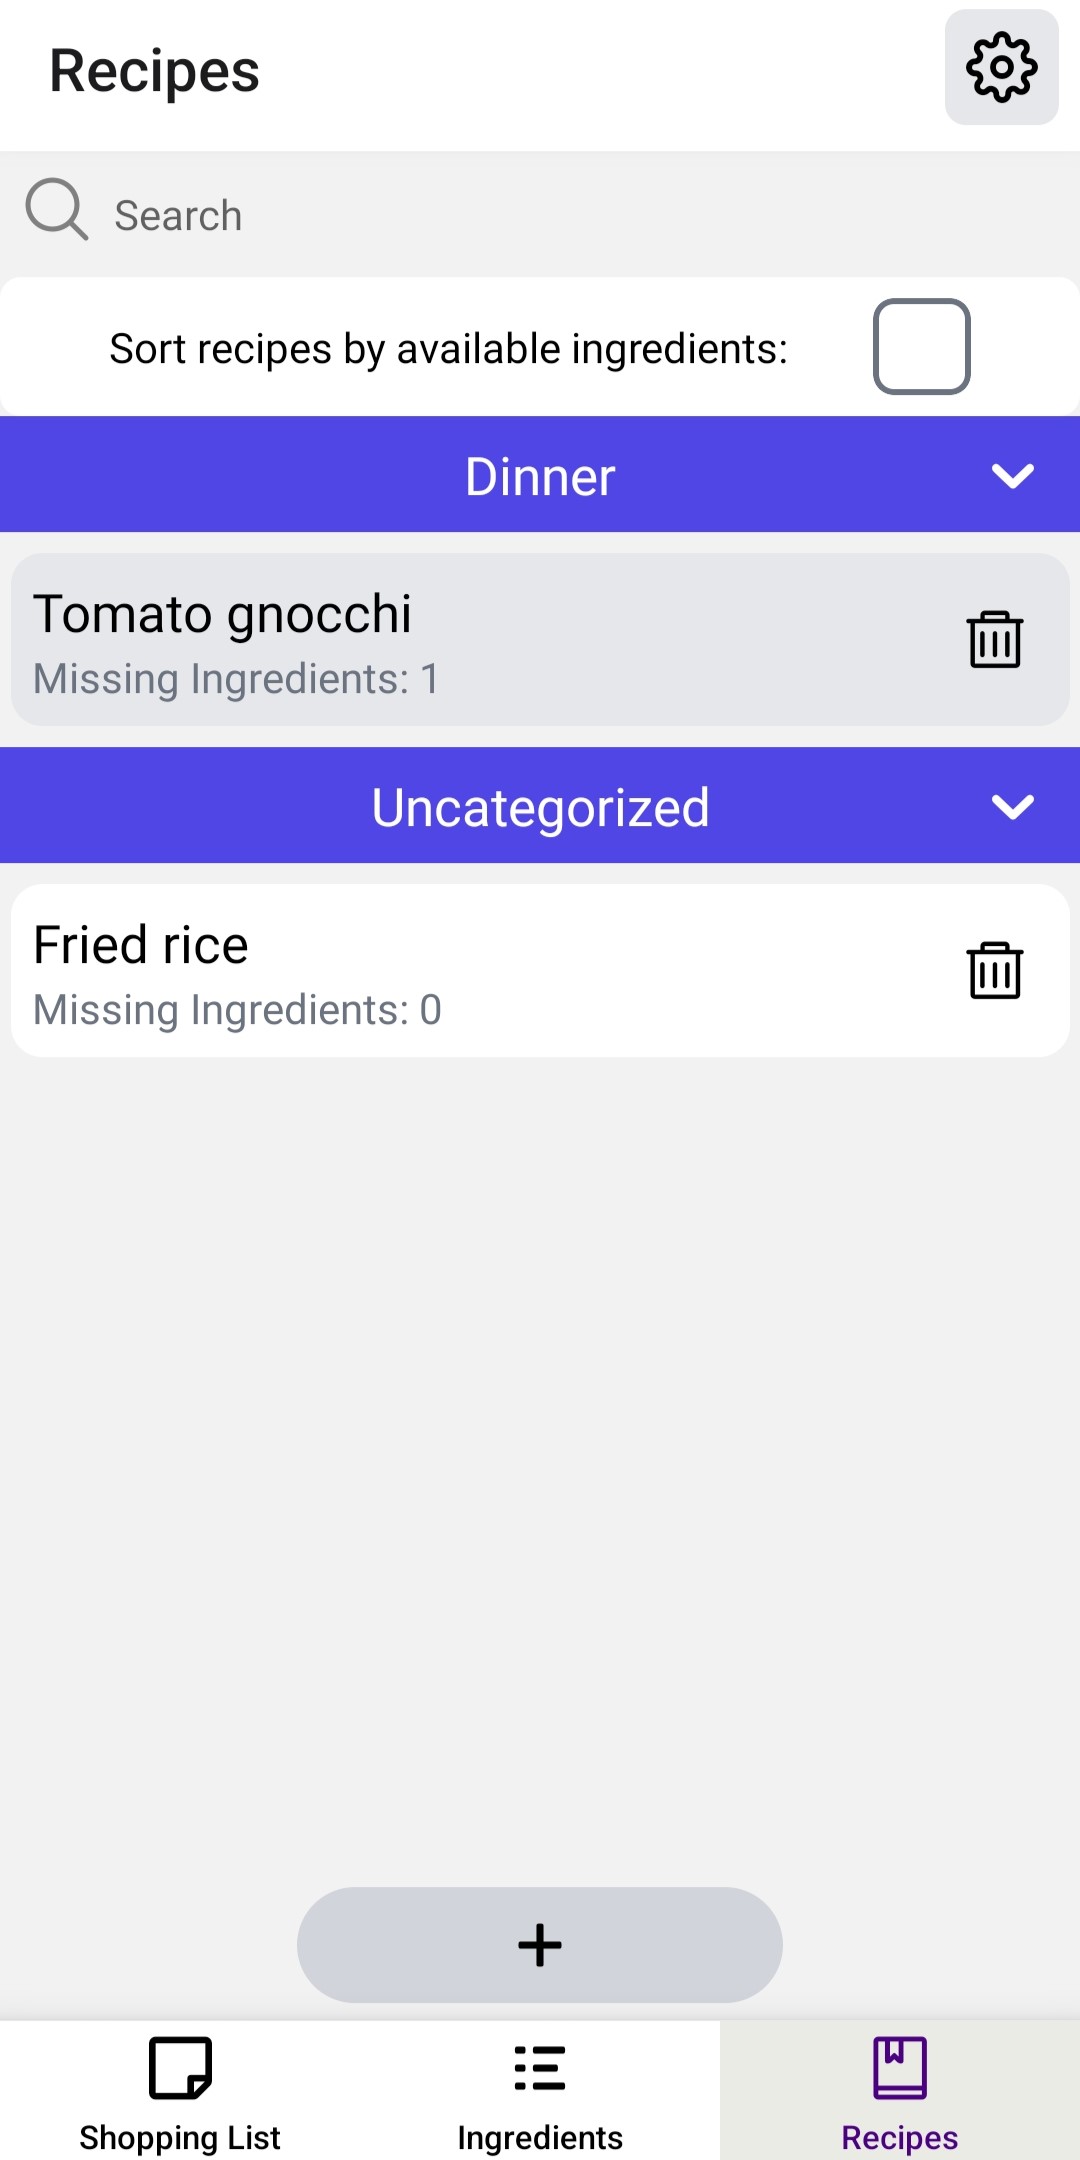 Recipes
Search
Sort recipes by available ingredients:
Dinner
Tomato gnocchi
Missing Ingredients: 1
Uncategorized
Fried rice
Missing Ingredients: 0
Shopping List
Ingredients
Recipes